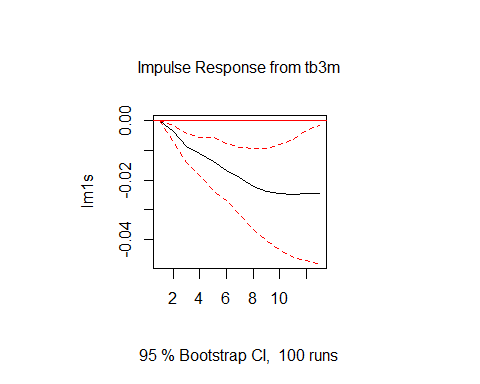 Impulse Response from tb3m
lm1s
0.00
-0.02
-0.04
2 4 6 8 10
95 % Bootstrap CI, 100 runs